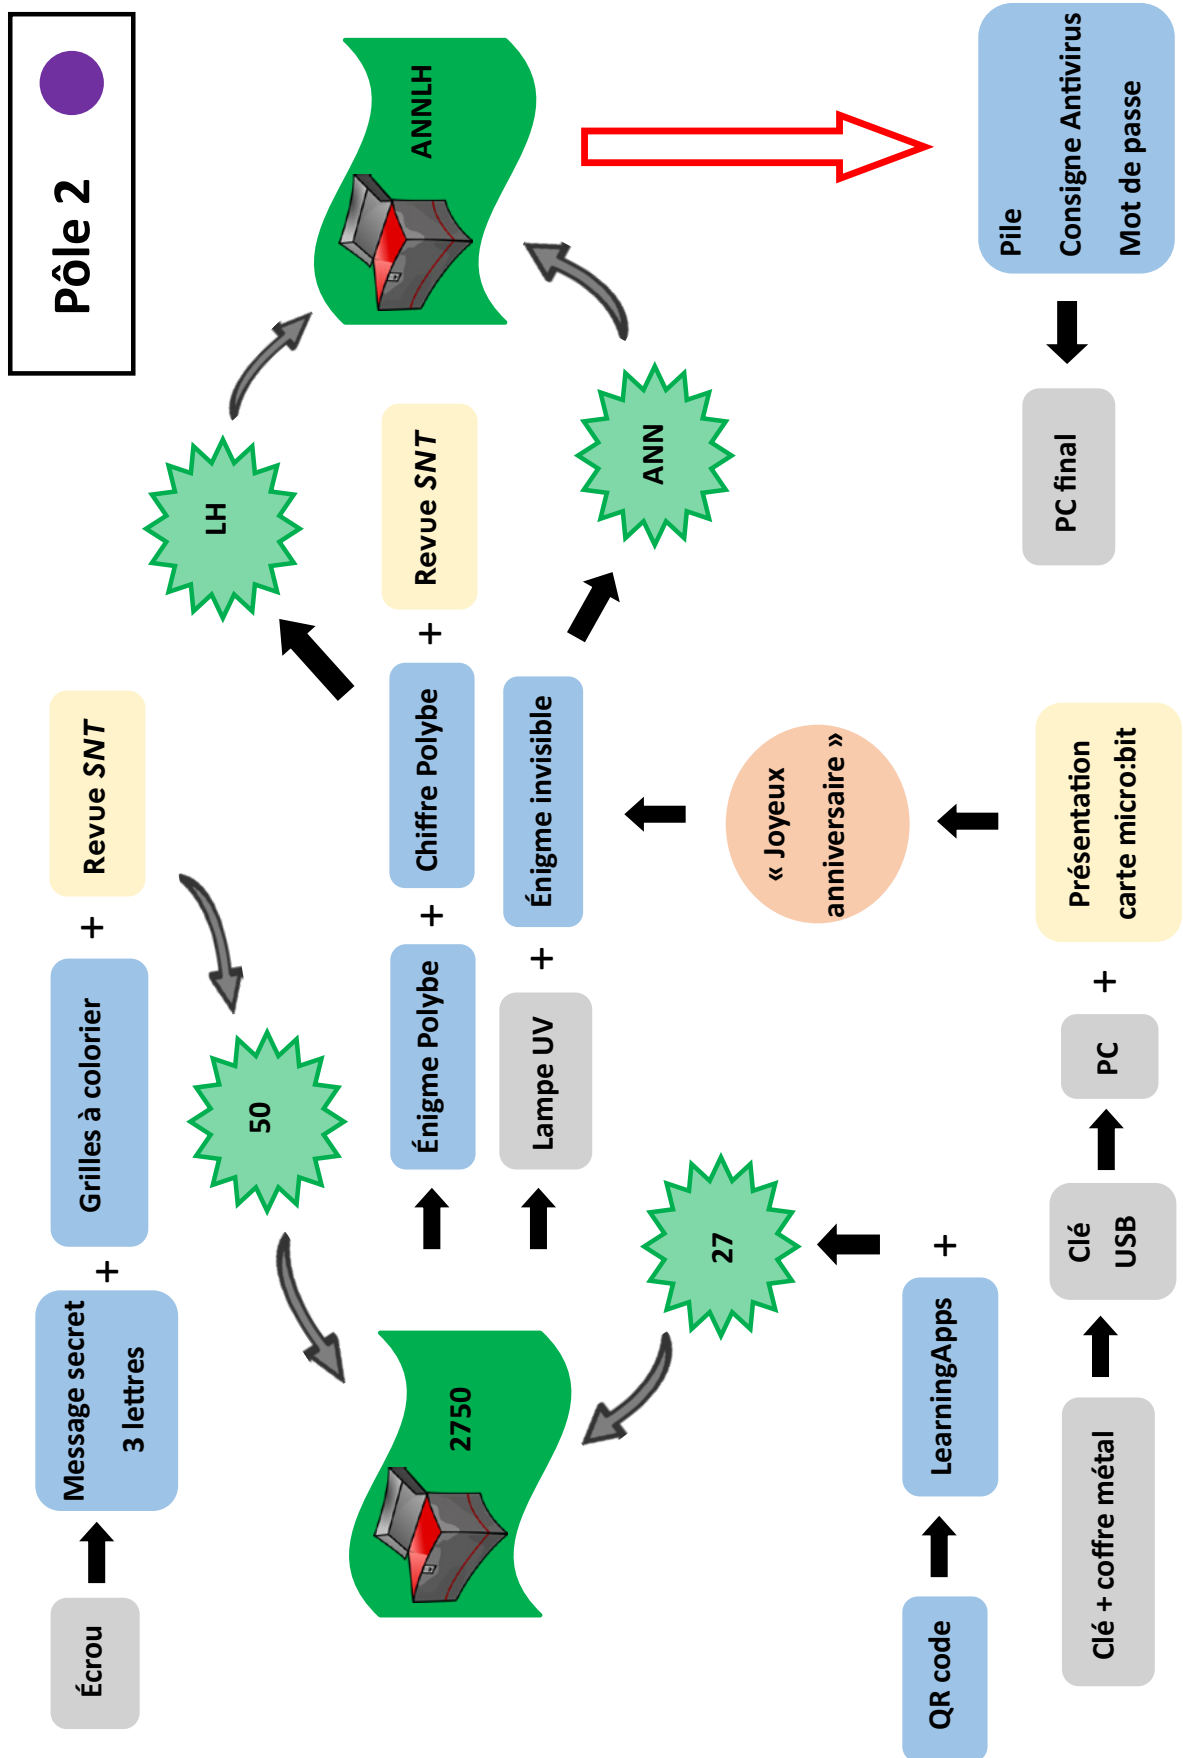 Pôle 2
Écrou
Message secret
3 lettres
+
Grilles à colorier
+
Revue SNT
50
LH
2750
Énigme Polybe
+
Chiffre Polybe
+
Revue SNT
ANNLH
Lampe UV
+
Énigme invisible
ANN
27
« Joyeux
anniversaire »
QR code
LearningApps
+
Clé + coffre métal
Clé
USB
PC
+
Présentation
carte micro:bit
PC final
Pile
Consigne Antivirus
Mot de passe